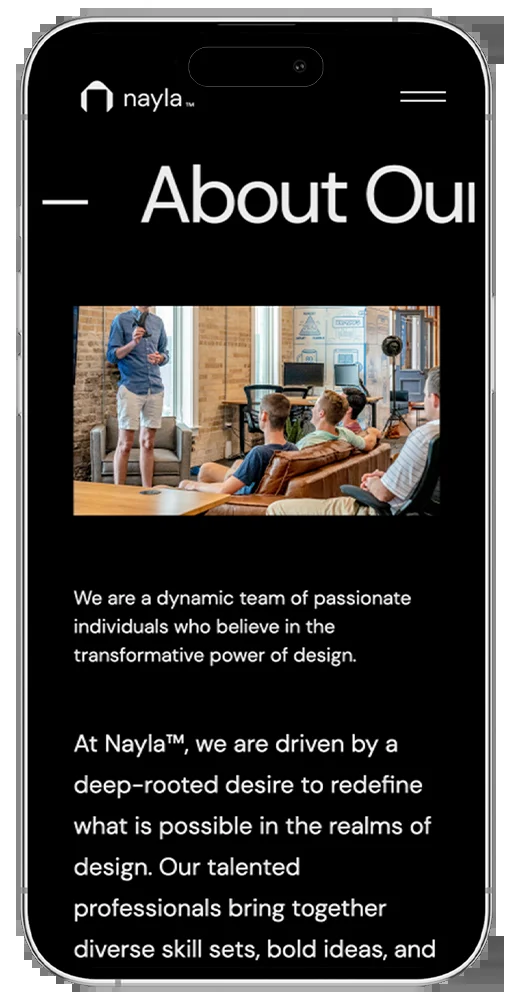 nayla™
— About Our
We are a dynamic team of passionate
individuals who believe in the
transformative power of design.
At Nayla™, we are driven by a
deep-rooted desire to redefine
what is possible in the realms of
design. Our talented
professionals bring together
diverse skill sets, bold ideas, and